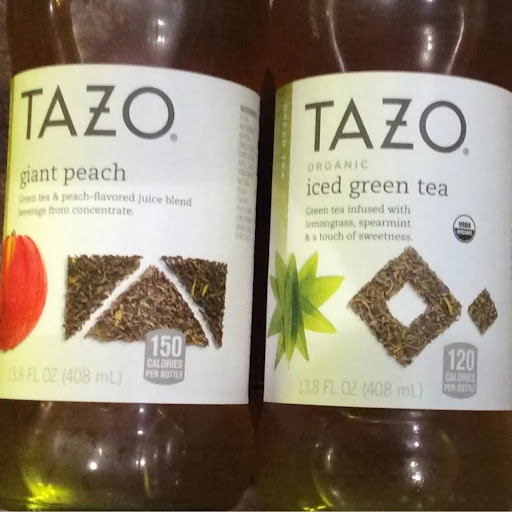 TAZO®
giant peach
Green tea & peach-flavored juice blend
beverage from concentrate.
150
CALORIES
PER BOTTLE
13.8 FL OZ (408 mL)
TAZO®
ORGANIC
iced green tea
Green tea infused with
lemongrass, spearmint
& a touch of sweetness.
USDA
ORGANIC
120
CALORIES
PER BOTTLE
13.8 FL OZ (408 mL)
GREEN TEA